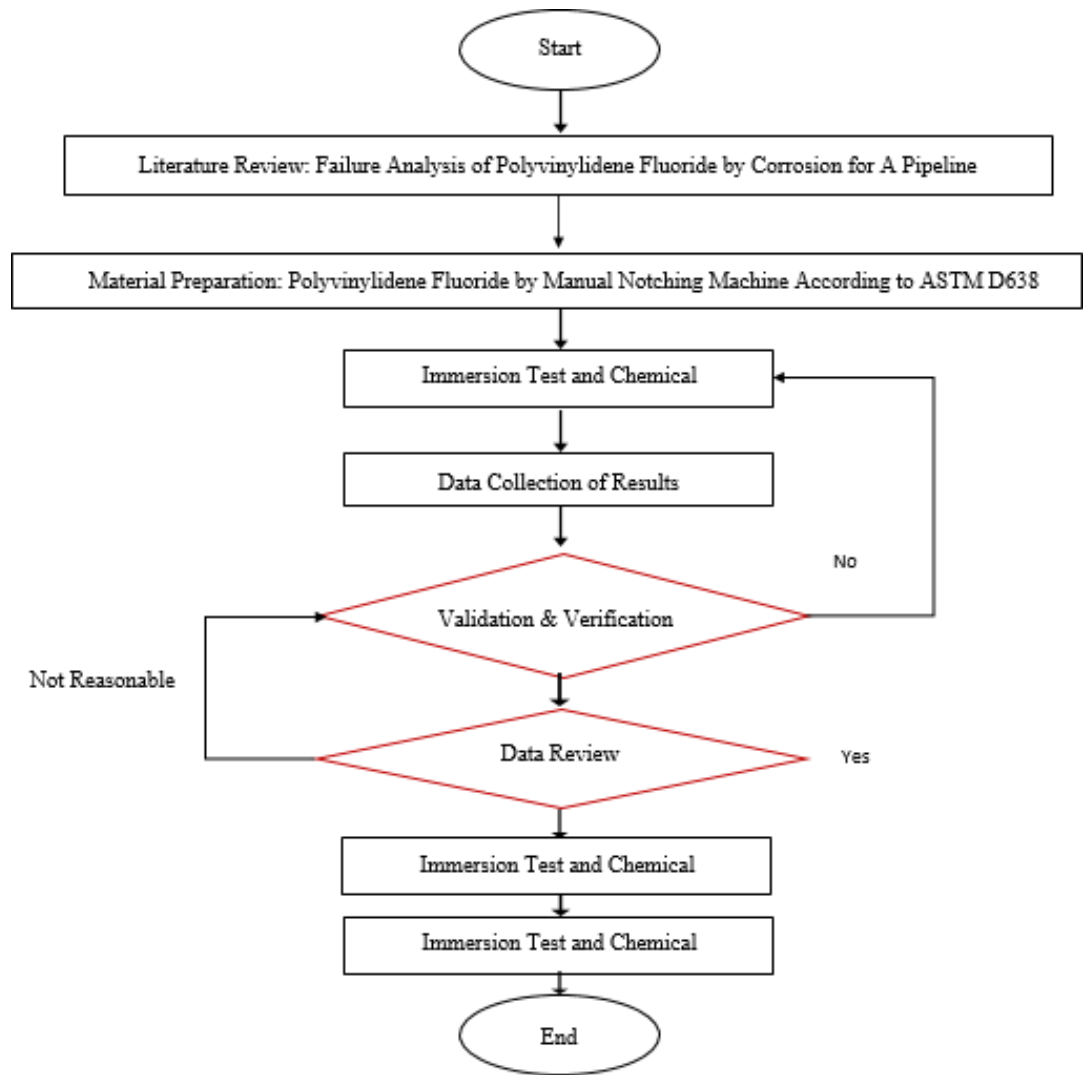 Start
Literature Review: Failure Analysis of Polyvinylidene Fluoride by Corrosion for A Pipeline
Material Preparation: Polyvinylidene Fluoride by Manual Notching Machine According to ASTM D638
Immersion Test and Chemical
Data Collection of Results
No
Validation & Verification
Not Reasonable
Data Review
Yes
Immersion Test and Chemical
Immersion Test and Chemical
End